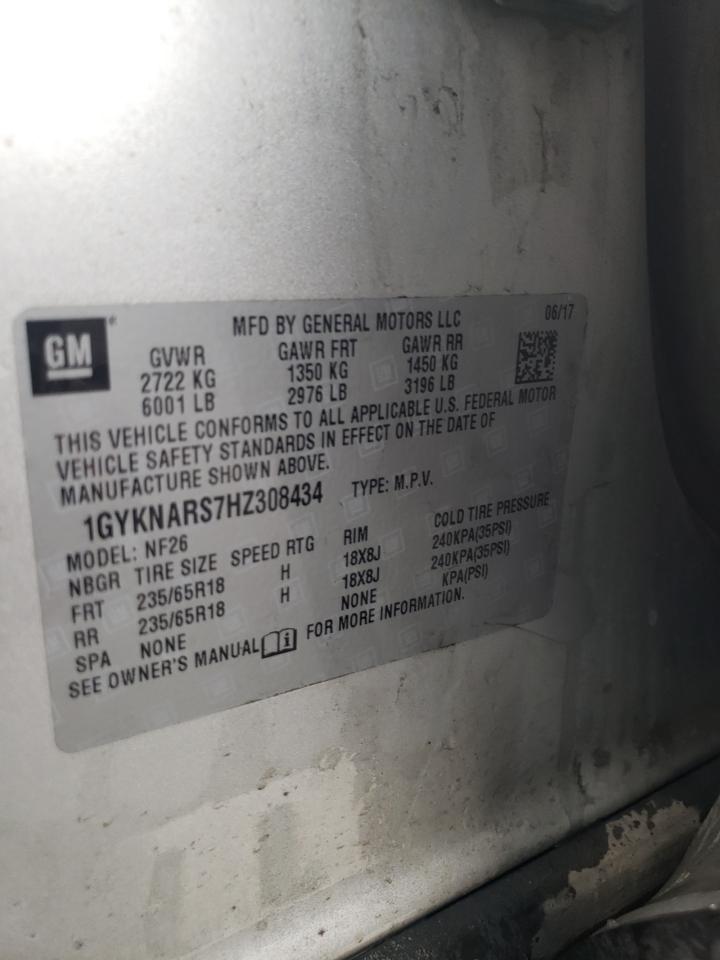 GM
MFD BY GENERAL MOTORS LLC 06/17
GVWR GAWR FRT GAWR RR
2722 KG 1350 KG 1450 KG
6001 LB 2976 LB 3196 LB
THIS VEHICLE CONFORMS TO ALL APPLICABLE U.S. FEDERAL MOTOR
VEHICLE SAFETY STANDARDS IN EFFECT ON THE DATE OF
MANUFACTURE SHOWN ABOVE.
1GYKNARS7HZ308434 TYPE: M.P.V.
MODEL: NF26
NBGR TIRE SIZE SPEED RTG RIM COLD TIRE PRESSURE
FRT 235/65R18 H 18X8J 240KPA(35PSI)
RR 235/65R18 H 18X8J 240KPA(35PSI)
SPA NONE NONE KPA(PSI)
SEE OWNER'S MANUAL FOR MORE INFORMATION.